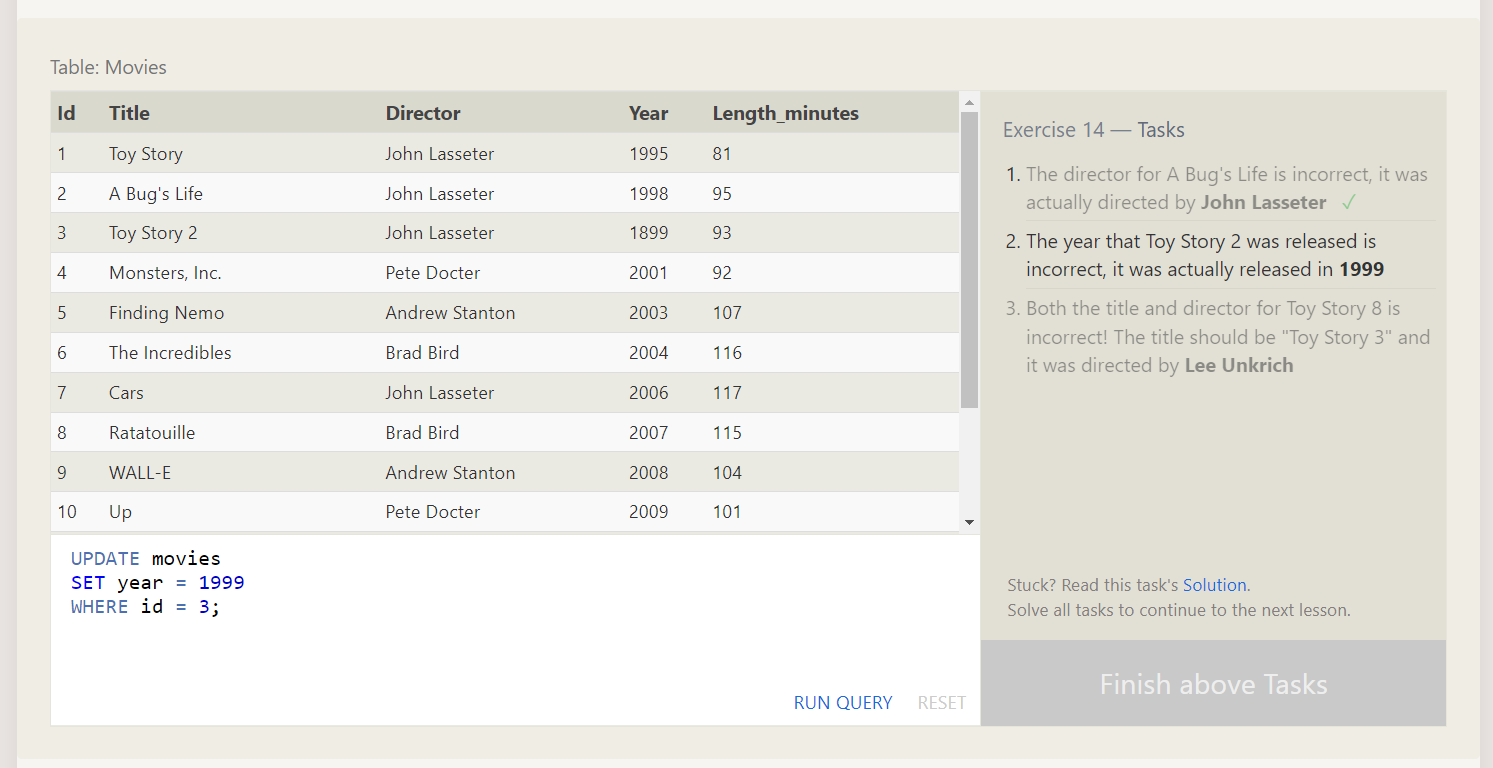 Table: Movies
Id Title Director Year Length_minutes
1 Toy Story John Lasseter 1995 81
2 A Bug's Life John Lasseter 1998 95
3 Toy Story 2 John Lasseter 1899 93
4 Monsters, Inc. Pete Docter 2001 92
5 Finding Nemo Andrew Stanton 2003 107
6 The Incredibles Brad Bird 2004 116
7 Cars John Lasseter 2006 117
8 Ratatouille Brad Bird 2007 115
9 WALL-E Andrew Stanton 2008 104
10 Up Pete Docter 2009 101
UPDATE movies
SET year = 1999
WHERE id = 3;
RUN QUERY RESET
Exercise 14 — Tasks
1. The director for A Bug's Life is incorrect, it was
actually directed by John Lasseter ✓
2. The year that Toy Story 2 was released is
incorrect, it was actually released in 1999
3. Both the title and director for Toy Story 8 is
incorrect! The title should be "Toy Story 3" and
it was directed by Lee Unkrich
Stuck? Read this task's Solution.
Solve all tasks to continue to the next lesson.
Finish above Tasks